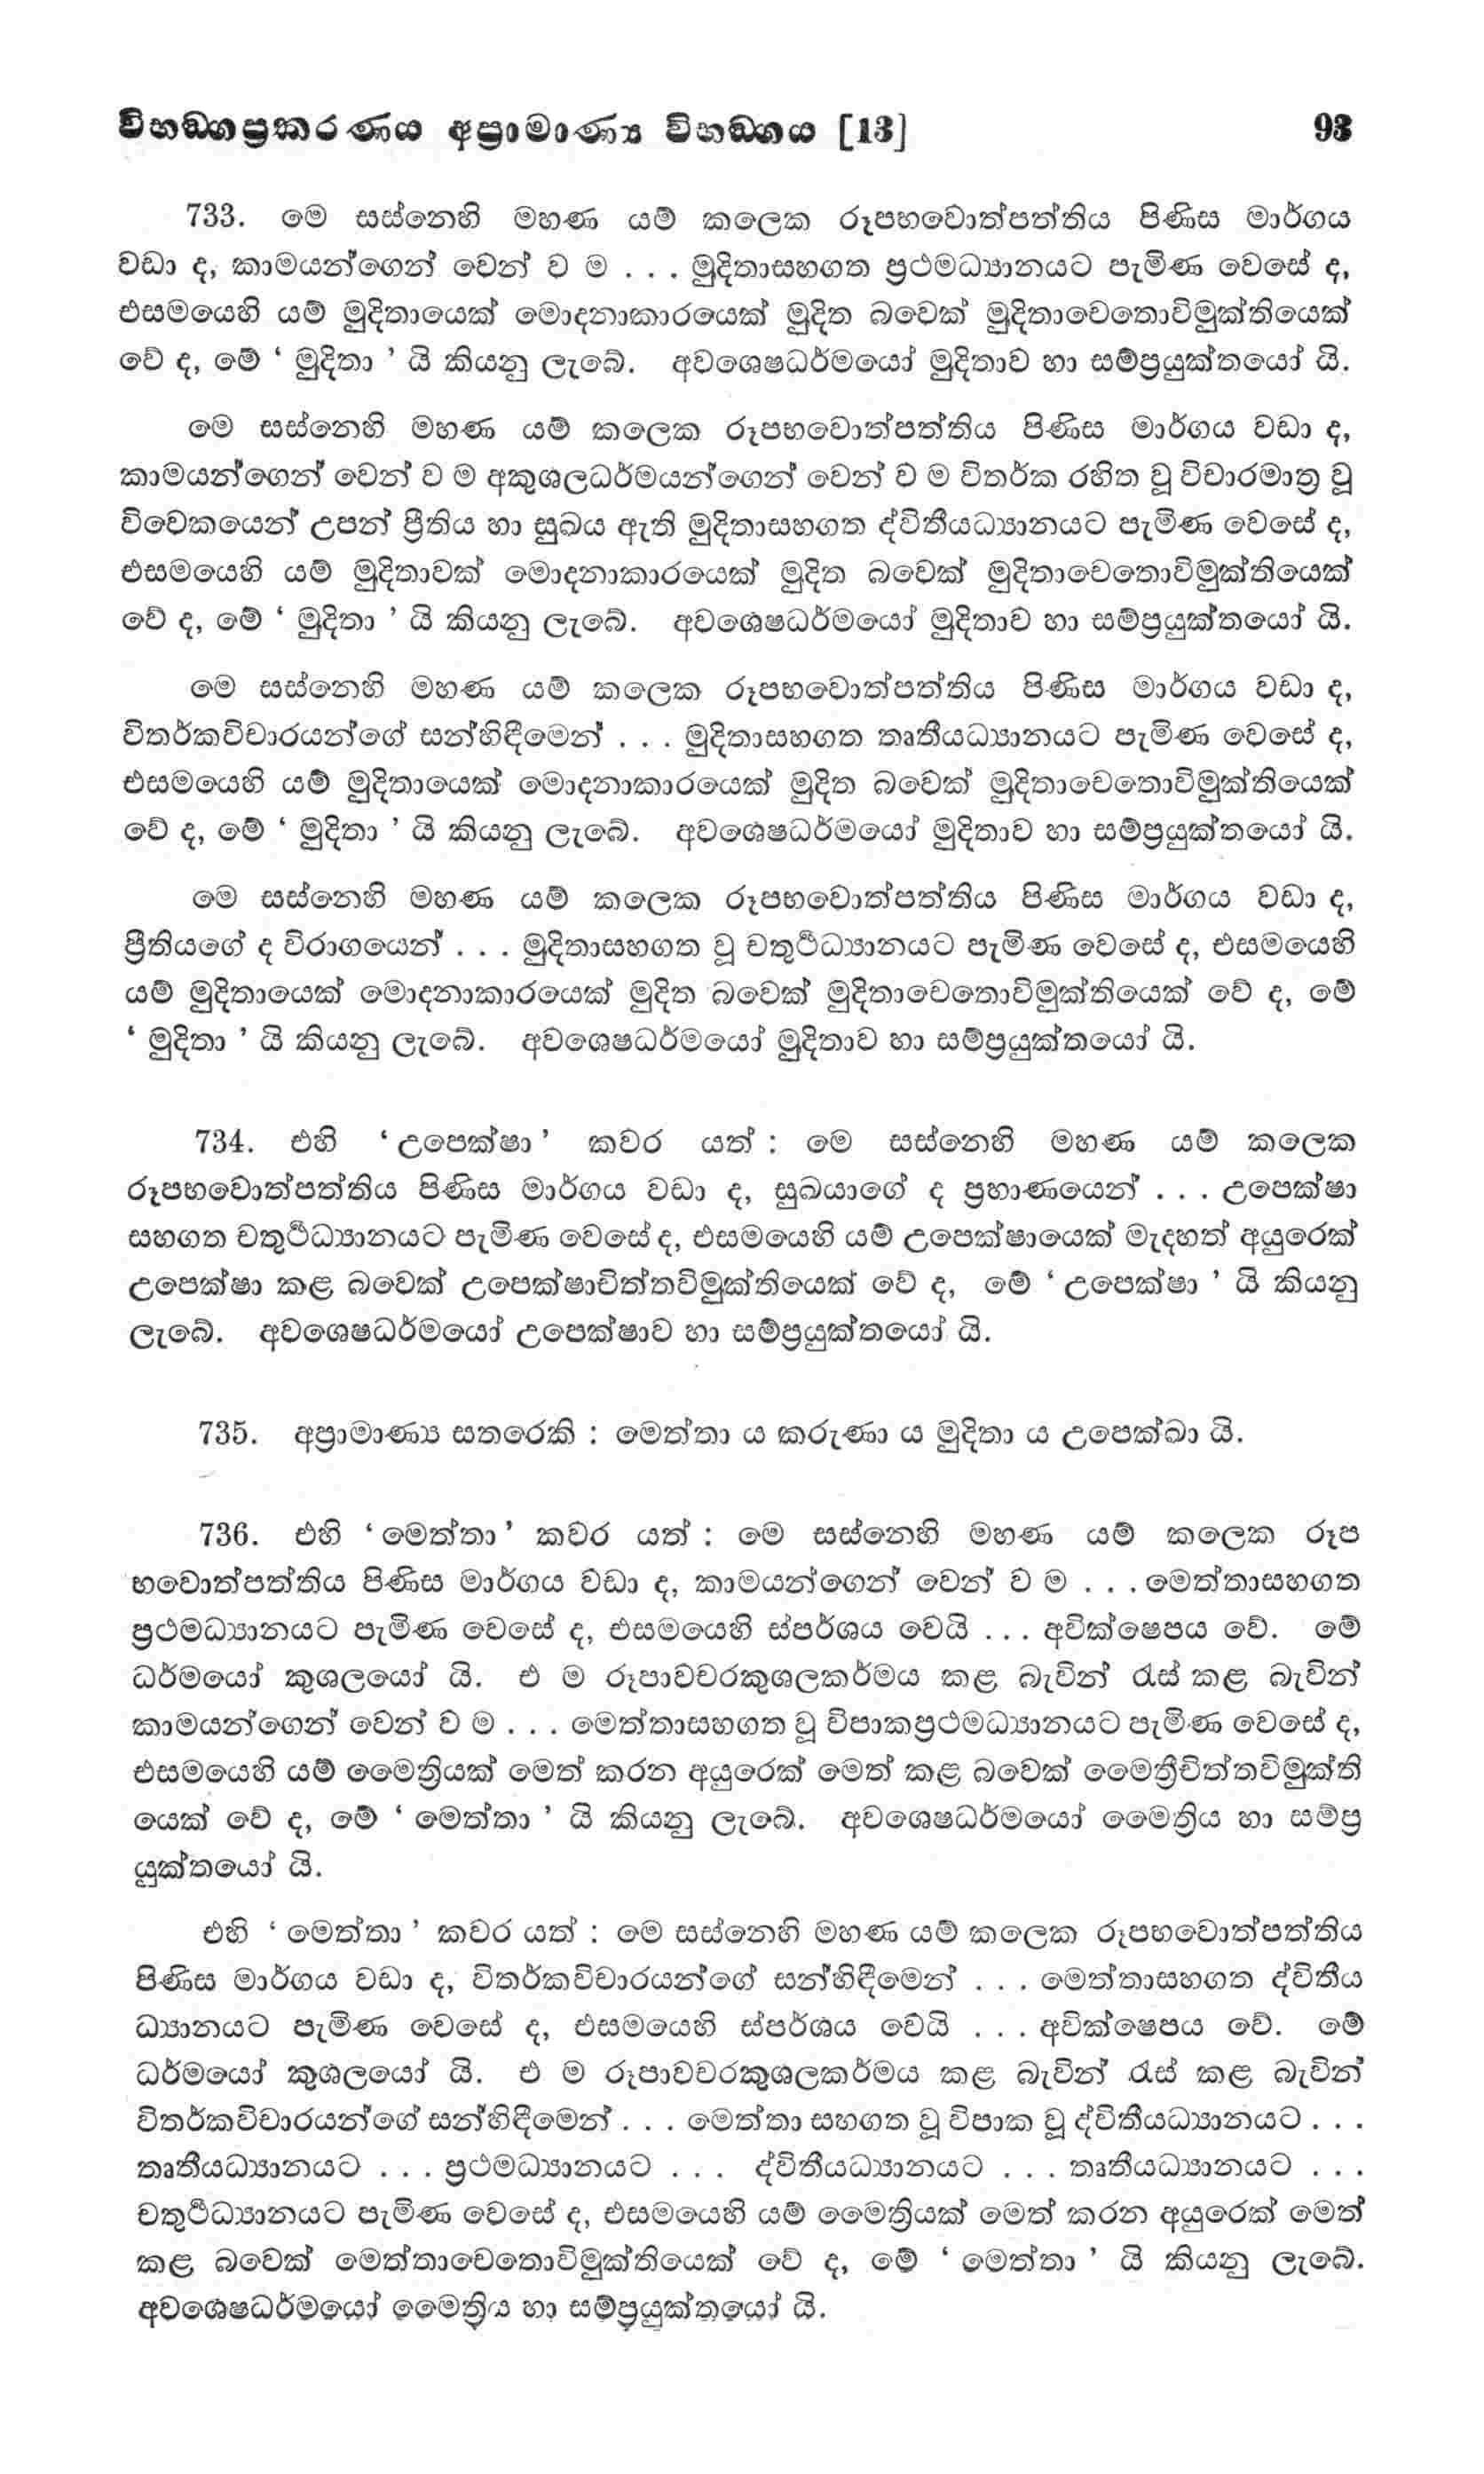 විභඞ්ගප්‍රකරණය අප්‍රාමාණ්‍ය විභඞ්ගය [13] 93
733. මෙ සස්නෙහි මහණ යම් කලෙක රූපභවොත්පත්තිය පිණිස මාර්ගය
වඩා ද, කාමයන්ගෙන් වෙන් ව ම . . . මුදිතාසහගත ප්‍රථමධ්‍යානයට පැමිණ වෙසේ ද,
එසමයෙහි යම් මුදිතායෙක් මොදනාකාරයෙක් මුදිත බවෙක් මුදිතාචෙතොවිමුක්තියෙක්
වේ ද, මේ ‘ මුදිතා ’ යි කියනු ලැබේ. අවශෙෂධර්මයෝ මුදිතාව හා සම්ප්‍රයුක්තයෝ යි.
මෙ සස්නෙහි මහණ යම් කලෙක රූපභවොත්පත්තිය පිණිස මාර්ගය වඩා ද,
කාමයන්ගෙන් වෙන් ව ම අකුශලධර්මයන්ගෙන් වෙන් ව ම විතර්ක රහිත වූ විචාරමාත්‍ර වූ
විවෙකයෙන් උපන් ප්‍රීතිය හා සුඛය ඇති මුදිතාසහගත ද්විතීයධ්‍යානයට පැමිණ වෙසේ ද,
එසමයෙහි යම් මුදිතාවක් මොදනාකාරයෙක් මුදිත බවෙක් මුදිතාචෙතොවිමුක්තියෙක්
වේ ද, මේ ‘ මුදිතා ’ යි කියනු ලැබේ. අවශෙෂධර්මයෝ මුදිතාව හා සම්ප්‍රයුක්තයෝ යි.
මෙ සස්නෙහි මහණ යම් කලෙක රූපභවොත්පත්තිය පිණිස මාර්ගය වඩා ද,
විතර්කවිචාරයන්ගේ සන්හිඳීමෙන් . . . මුදිතාසහගත තෘතීයධ්‍යානයට පැමිණ වෙසේ ද,
එසමයෙහි යම් මුදිතායෙක් මොදනාකාරයෙක් මුදිත බවෙක් මුදිතාචෙතොවිමුක්තියෙක්
වේ ද, මේ ‘ මුදිතා ’ යි කියනු ලැබේ. අවශෙෂධර්මයෝ මුදිතාව හා සම්ප්‍රයුක්තයෝ යි.
මෙ සස්නෙහි මහණ යම් කලෙක රූපභවොත්පත්තිය පිණිස මාර්ගය වඩා ද,
ප්‍රීතියගේ ද විරාගයෙන් . . . මුදිතාසහගත වූ චතුර්‍ථධ්‍යානයට පැමිණ වෙසේ ද, එසමයෙහි
යම් මුදිතායෙක් මොදනාකාරයෙක් මුදිත බවෙක් මුදිතාචෙතොවිමුක්තියෙක් වේ ද, මේ
‘ මුදිතා ’ යි කියනු ලැබේ. අවශෙෂධර්මයෝ මුදිතාව හා සම්ප්‍රයුක්තයෝ යි.
734. එහි ‘ උපෙක්ෂා ’ කවර යත් : මෙ සස්නෙහි මහණ යම් කලෙක
රූපභවොත්පත්තිය පිණිස මාර්ගය වඩා ද, සුඛයාගේ ද ප්‍රහාණයෙන් . . . උපෙක්ෂා
සහගත චතුර්‍ථධ්‍යානයට පැමිණ වෙසේ ද, එසමයෙහි යම් උපෙක්ෂායෙක් මැදහත් අයුරෙක්
උපෙක්ෂා කළ බවෙක් උපෙක්ෂාචිත්තවිමුක්තියෙක් වේ ද, මේ ‘ උපෙක්ෂා ’ යි කියනු
ලැබේ. අවශෙෂධර්මයෝ උපෙක්ෂාව හා සම්ප්‍රයුක්තයෝ යි.
735. අප්‍රාමාණ්‍ය සතරෙකි : මෙත්තා ය කරුණා ය මුදිතා ය උපෙක්ඛා යි.
736. එහි ‘ මෙත්තා ’ කවර යත් : මෙ සස්නෙහි මහණ යම් කලෙක රූප
භවොත්පත්තිය පිණිස මාර්ගය වඩා ද, කාමයන්ගෙන් වෙන් ව ම . . . මෙත්තාසහගත
ප්‍රථමධ්‍යානයට පැමිණ වෙසේ ද, එසමයෙහි ස්පර්ශය වෙයි . . . අවික්ෂෙපය වේ. මේ
ධර්මයෝ කුශලයෝ යි. එ ම රූපාවචරකුශලකර්මය කළ බැවින් රැස් කළ බැවින්
කාමයන්ගෙන් වෙන් ව ම . . . මෙත්තාසහගත වූ විපාකප්‍රථමධ්‍යානයට පැමිණ වෙසේ ද,
එසමයෙහි යම් මෛත්‍රියක් මෙත් කරන අයුරෙක් මෙත් කළ බවෙක් මෛත්‍රීචිත්තවිමුක්ති
යෙක් වේ ද, මේ ‘ මෙත්තා ’ යි කියනු ලැබේ. අවශෙෂධර්මයෝ මෛත්‍රිය හා සම්ප්‍ර
යුක්තයෝ යි.
එහි ‘ මෙත්තා ’ කවර යත් : මෙ සස්නෙහි මහණ යම් කලෙක රූපභවොත්පත්තිය
පිණිස මාර්ගය වඩා ද, විතර්කවිචාරයන්ගේ සන්හිඳීමෙන් . . . මෙත්තාසහගත ද්විතීය
ධ්‍යානයට පැමිණ වෙසේ ද, එසමයෙහි ස්පර්ශය වෙයි . . . අවික්ෂෙපය වේ. මේ
ධර්මයෝ කුශලයෝ යි. එ ම රූපාවචරකුශලකර්මය කළ බැවින් රැස් කළ බැවින්
විතර්කවිචාරයන්ගේ සන්හිඳීමෙන් . . . මෙත්තා සහගත වූ විපාක වූ ද්විතීයධ්‍යානයට . . .
තෘතීයධ්‍යානයට . . . ප්‍රථමධ්‍යානයට . . . ද්විතීයධ්‍යානයට . . . තෘතීයධ්‍යානයට . . .
චතුර්‍ථධ්‍යානයට පැමිණ වෙසේ ද, එසමයෙහි යම් මෛත්‍රියක් මෙත් කරන අයුරෙක් මෙත්
කළ බවෙක් මෙත්තාචෙතොවිමුක්තියෙක් වේ ද, මේ ‘ මෙත්තා ’ යි කියනු ලැබේ.
අවශෙෂධර්මයෝ මෛත්‍රිය හා සම්ප්‍රයුක්තයෝ යි.